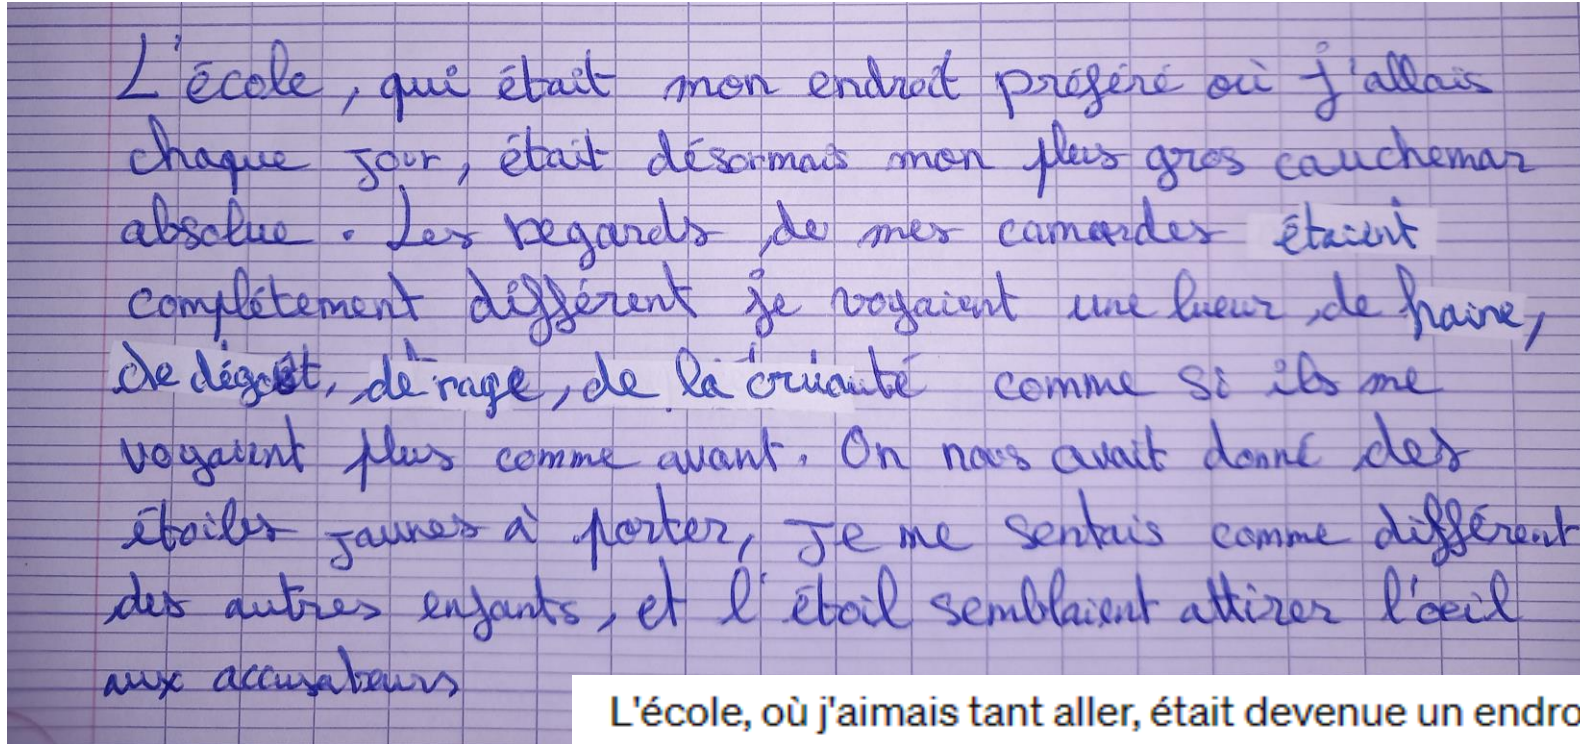 L'école, qui était mon endroit préféré où j'allais
chaque jour, était désormais mon plus gros cauchemar
absolue. Les regards de mes camardes étaient
complétement différent je voyaient une lueur de haine,
de dégoût, de rage, de la cruauté comme si ils me
voyaient plus comme avant. On nous avait donné des
étoiles jaunes à porter, je me sentais comme différent
des autres enfants, et l'étoil semblaient attirer l'oeil
aux accusateurs
L'école, où j'aimais tant aller, était devenue un endro